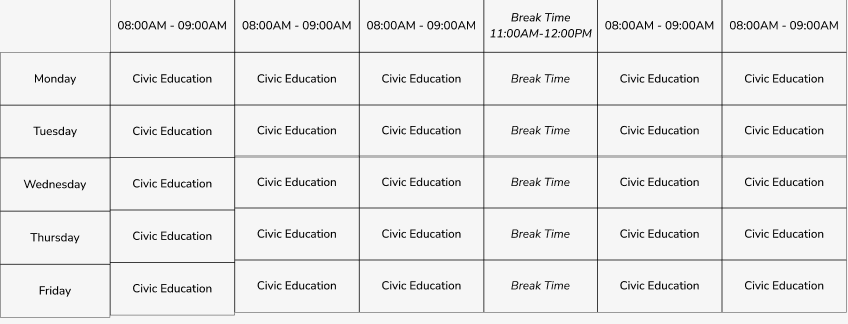 08:00AM - 09:00AM 08:00AM - 09:00AM 08:00AM - 09:00AM Break Time 08:00AM - 09:00AM 08:00AM - 09:00AM
11:00AM-12:00PM
Monday Civic Education Civic Education Civic Education Break Time Civic Education Civic Education
Tuesday Civic Education Civic Education Civic Education Break Time Civic Education Civic Education
Wednesday Civic Education Civic Education Civic Education Break Time Civic Education Civic Education
Thursday Civic Education Civic Education Civic Education Break Time Civic Education Civic Education
Friday Civic Education Civic Education Civic Education Break Time Civic Education Civic Education